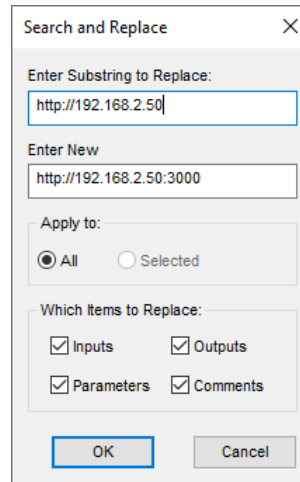 Search and Replace
Enter Substring to Replace:
http://192.168.2.50
Enter New
http://192.168.2.50:3000
Apply to:
All Selected
Which Items to Replace:
Inputs Outputs
Parameters Comments
OK Cancel